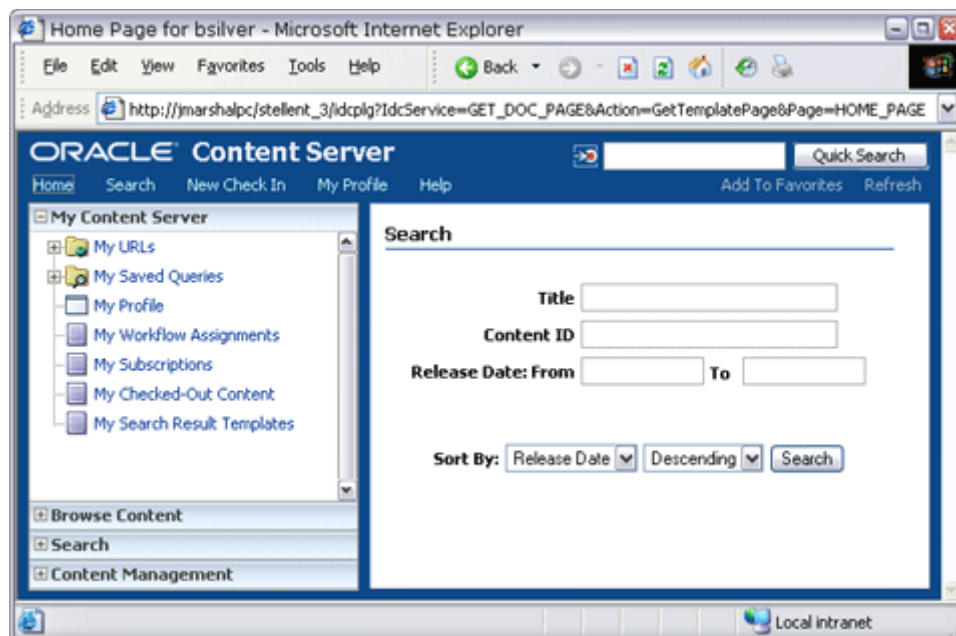 Home Page for bsilver - Microsoft Internet Explorer
File Edit View Favorites Tools Help Back
Address http://jmarshalpc/stellent_3/idcplg?IdcService=GET_DOC_PAGE&Action=GetTemplatePage&Page=HOME_PAGE
ORACLE Content Server Quick Search
Home Search New Check In My Profile Help Add To Favorites Refresh
My Content Server
My URLs
My Saved Queries
My Profile
My Workflow Assignments
My Subscriptions
My Checked-Out Content
My Search Result Templates
Browse Content
Search
Content Management
Search
Title
Content ID
Release Date: From To
Sort By: Release Date Descending Search
Local intranet